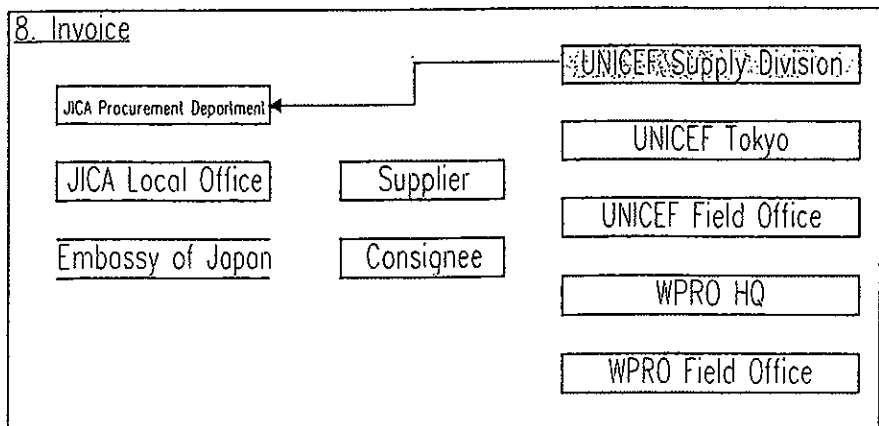 8. Invoice
UNICEF Supply Division
JICA Procurement Department
UNICEF Tokyo
JICA Local Office
Supplier
UNICEF Field Office
Embassy of Japan
Consignee
WPRO HQ
WPRO Field Office